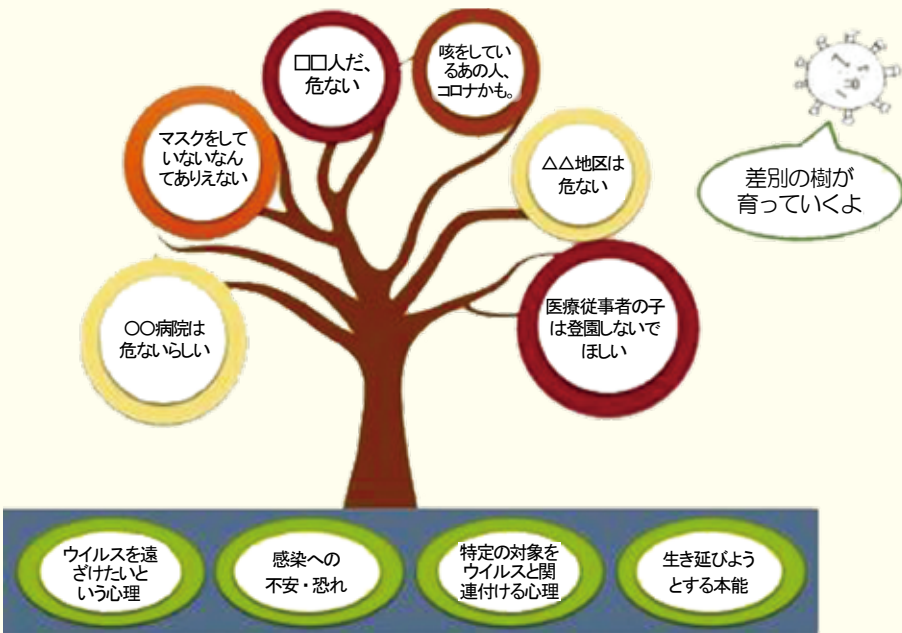 □□人だ、
危ない
咳をしてい
るあの人、
コロナかも。
マスクをして
いないなん
てありえない
△△地区は
危ない
差別の樹が
育っていくよ
〇〇病院は
危ないらしい
医療従事者の子
は登園しないで
ほしい
ウイルスを遠
ざけたいと
いう心理
感染への
不安・恐れ
特定の対象を
ウイルスと関
連付ける心理
生き延びよう
とする本能